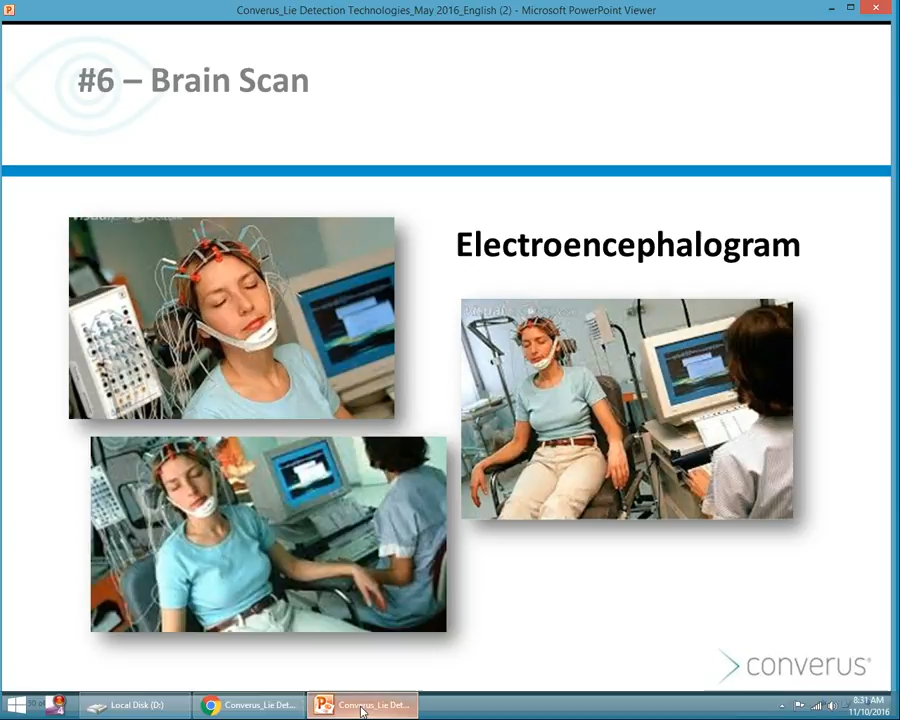 Converus_Lie Detection Technologies_May 2016_English (2) - Microsoft PowerPoint Viewer
#6 – Brain Scan
Electroencephalogram
converus®
Local Disk (D:)
Converus_Lie Det...
Converus_Lie Det...
8:31 AM
11/10/2016